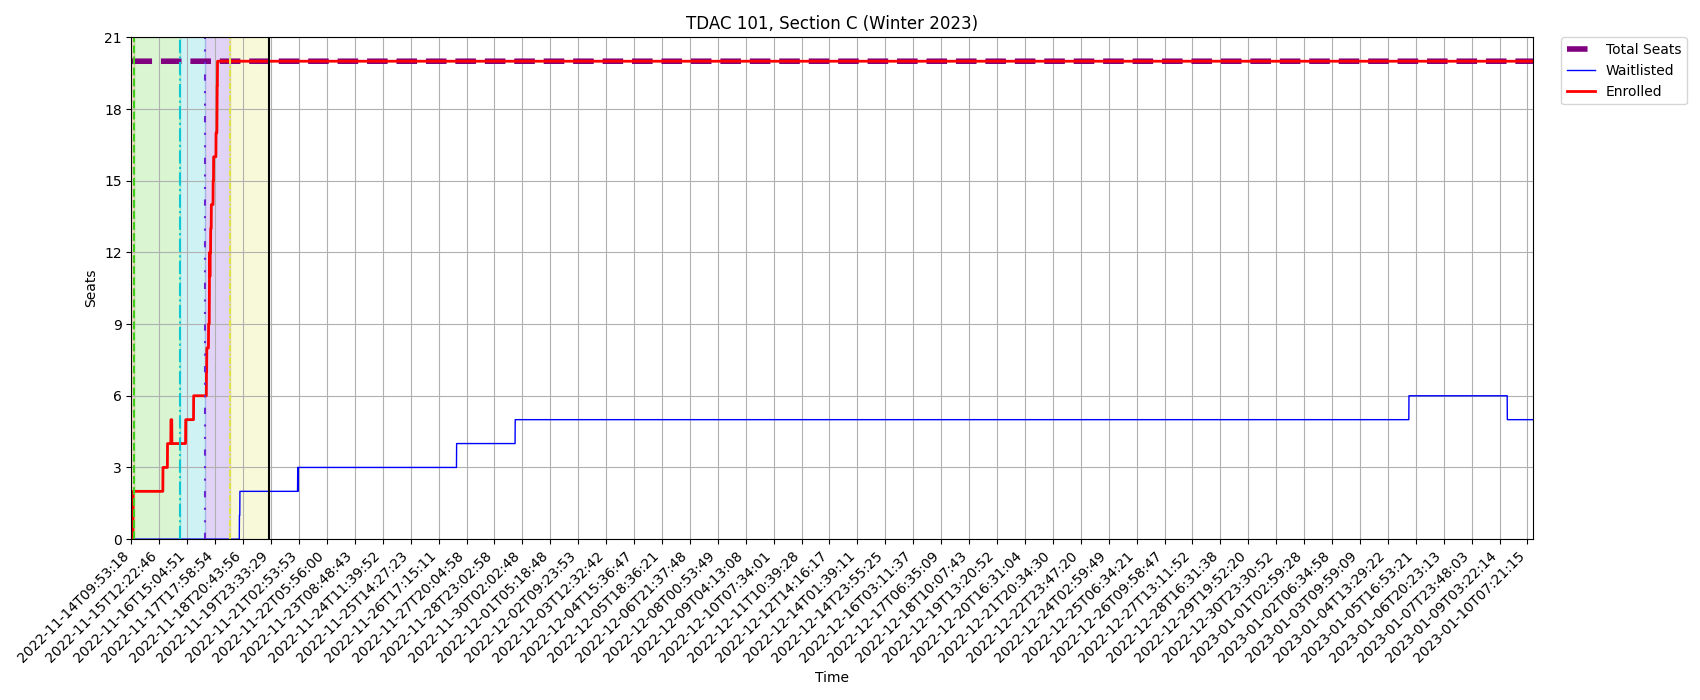 TDAC 101, Section C (Winter 2023)
Total Seats
Waitlisted
Enrolled
21
18
15
12
9
6
3
0
Seats
2022-11-14T09:53:18
2022-11-15T12:22:46
2022-11-16T15:04:51
2022-11-17T17:58:54
2022-11-18T20:43:56
2022-11-19T23:33:29
2022-11-21T02:53:53
2022-11-22T05:56:00
2022-11-23T08:48:43
2022-11-24T11:39:52
2022-11-25T14:27:23
2022-11-26T17:15:11
2022-11-27T20:04:58
2022-11-28T23:02:58
2022-11-30T02:02:48
2022-12-01T05:18:48
2022-12-02T09:23:53
2022-12-03T12:32:42
2022-12-04T15:36:47
2022-12-05T18:36:21
2022-12-06T21:37:48
2022-12-08T00:53:49
2022-12-09T04:13:08
2022-12-10T07:34:01
2022-12-11T10:39:28
2022-12-12T14:16:17
2022-12-14T01:39:11
2022-12-14T23:55:25
2022-12-16T03:11:37
2022-12-17T06:35:09
2022-12-18T10:07:43
2022-12-19T13:20:52
2022-12-20T16:31:04
2022-12-21T20:34:30
2022-12-22T23:47:20
2022-12-24T02:59:49
2022-12-25T06:34:21
2022-12-26T09:58:47
2022-12-27T13:11:52
2022-12-28T16:31:38
2022-12-29T19:52:20
2022-12-30T23:30:52
2023-01-01T02:59:28
2023-01-02T06:34:58
2023-01-03T09:59:09
2023-01-04T13:29:22
2023-01-05T16:53:21
2023-01-06T20:23:13
2023-01-07T23:48:03
2023-01-09T03:22:14
2023-01-10T07:21:15
Time